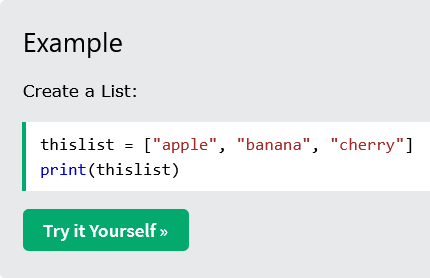 Example
Create a List:
thislist = ["apple", "banana", "cherry"]
print(thislist)
Try it Yourself »